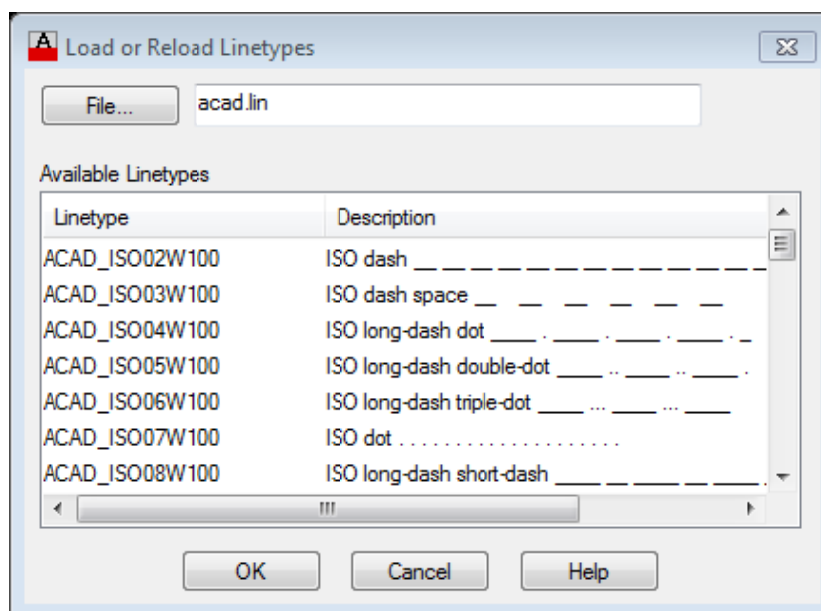 A Load or Reload Linetypes
File... acad.lin
Available Linetypes
Linetype Description
ACAD_ISO02W100 ISO dash __ __ __ __ __ __ __ __ __ __ __ __ __
ACAD_ISO03W100 ISO dash space __ __ __ __ __ __
ACAD_ISO04W100 ISO long-dash dot ____ . ____ . ____ . ____ . _
ACAD_ISO05W100 ISO long-dash double-dot ____ .. ____ .. ____ .
ACAD_ISO06W100 ISO long-dash triple-dot ____ ... ____ ... ____
ACAD_ISO07W100 ISO dot . . . . . . . . . . . . . . . . . . . .
ACAD_ISO08W100 ISO long-dash short-dash ____ __ ____ __ ____ .
OK Cancel Help